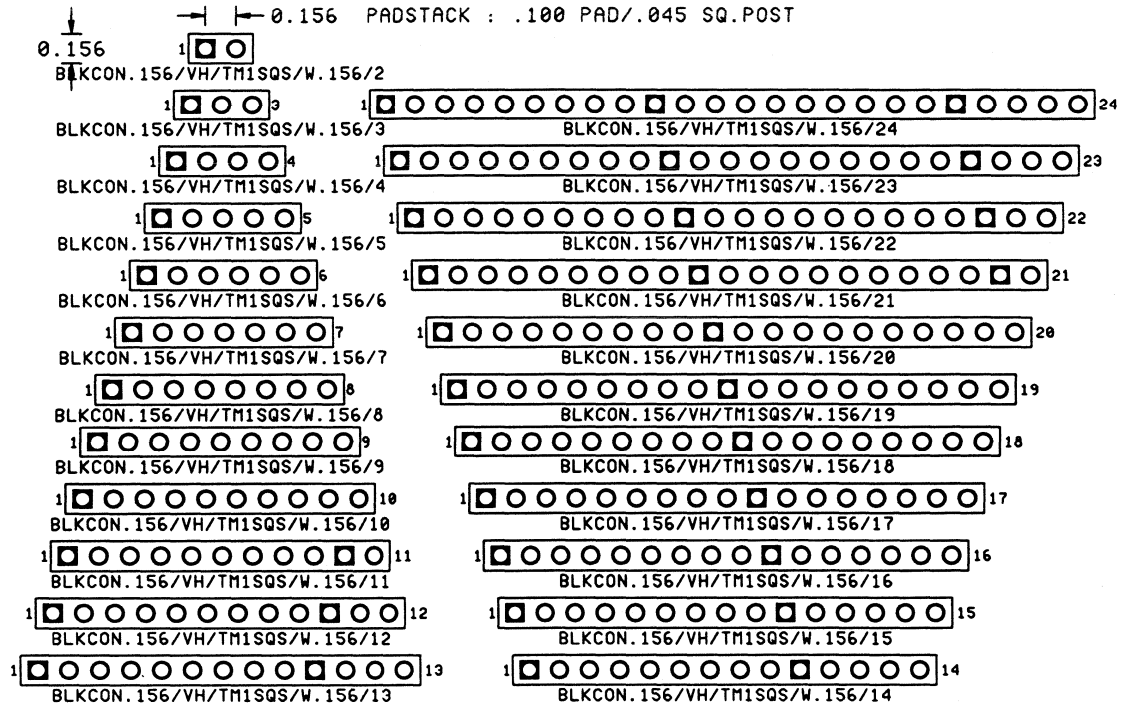 0.156 PADSTACK : .100 PAD/.045 SQ.POST
0.156
1
BLKCON.156/VH/TM1SQS/W.156/2
1 3
BLKCON.156/VH/TM1SQS/W.156/3
1 4
BLKCON.156/VH/TM1SQS/W.156/4
1 5
BLKCON.156/VH/TM1SQS/W.156/5
1 6
BLKCON.156/VH/TM1SQS/W.156/6
1 7
BLKCON.156/VH/TM1SQS/W.156/7
1 8
BLKCON.156/VH/TM1SQS/W.156/8
1 9
BLKCON.156/VH/TM1SQS/W.156/9
1 10
BLKCON.156/VH/TM1SQS/W.156/10
1 11
BLKCON.156/VH/TM1SQS/W.156/11
1 12
BLKCON.156/VH/TM1SQS/W.156/12
1 13
BLKCON.156/VH/TM1SQS/W.156/13
1 24
BLKCON.156/VH/TM1SQS/W.156/24
1 23
BLKCON.156/VH/TM1SQS/W.156/23
1 22
BLKCON.156/VH/TM1SQS/W.156/22
1 21
BLKCON.156/VH/TM1SQS/W.156/21
1 20
BLKCON.156/VH/TM1SQS/W.156/20
1 19
BLKCON.156/VH/TM1SQS/W.156/19
1 18
BLKCON.156/VH/TM1SQS/W.156/18
1 17
BLKCON.156/VH/TM1SQS/W.156/17
1 16
BLKCON.156/VH/TM1SQS/W.156/16
1 15
BLKCON.156/VH/TM1SQS/W.156/15
1 14
BLKCON.156/VH/TM1SQS/W.156/14